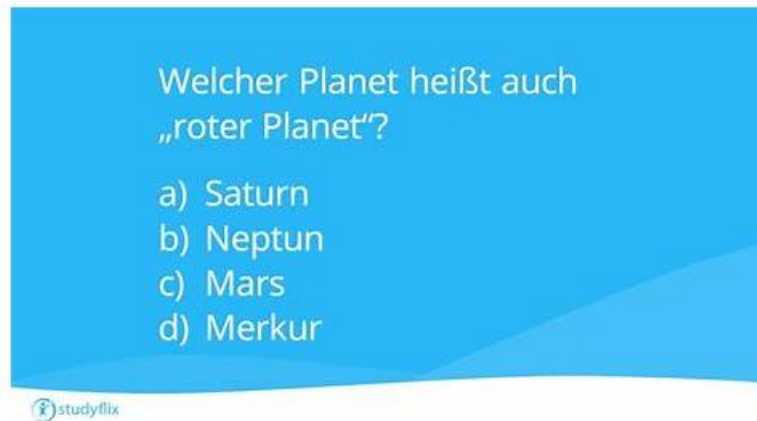 Welcher Planet heißt auch
„roter Planet“?
a) Saturn
b) Neptun
c) Mars
d) Merkur
studyflix